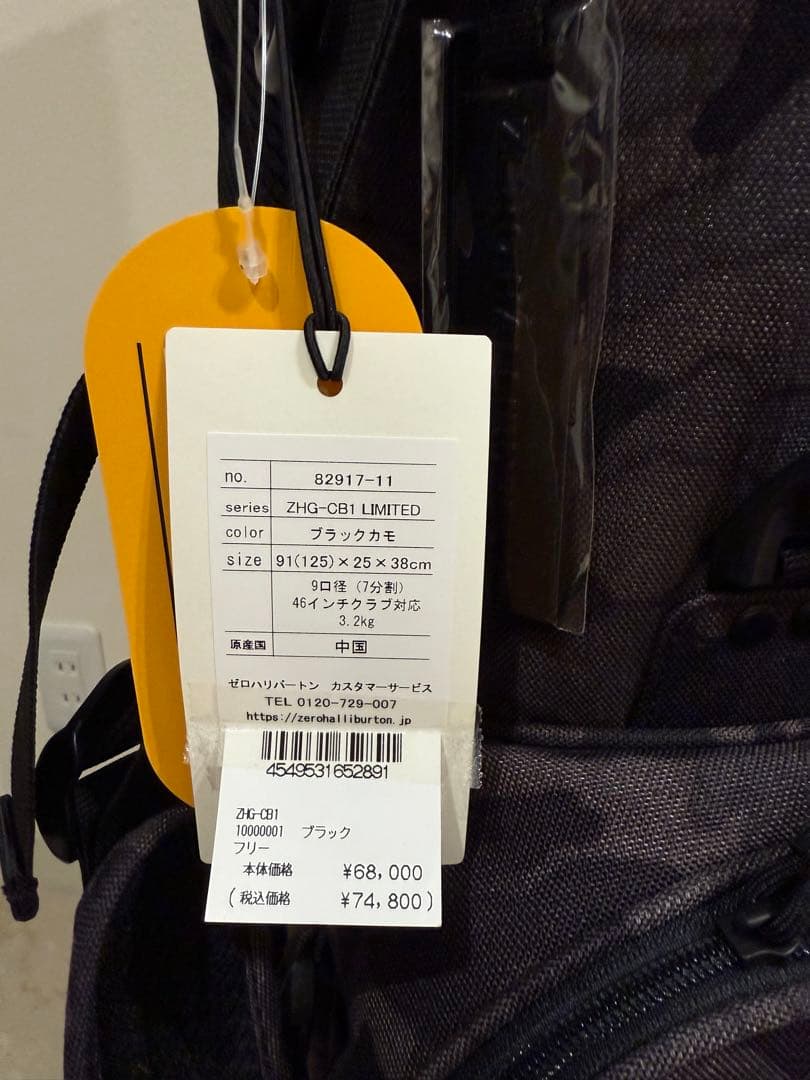 no. 82917-11
series ZHG-CB1 LIMITED
color ブラックカモ
size 91(125)×25×38cm
9口径 (7分割)
46インチクラブ対応
3.2kg
原産国 中国
ゼロハリバートン カスタマーサービス
TEL 0120-729-007
https://zerohalliburton.jp
4549531652891
ZHG-CB1
10000001 ブラック
フリー
本体価格 ¥68,000
(税込価格 ¥74,800)